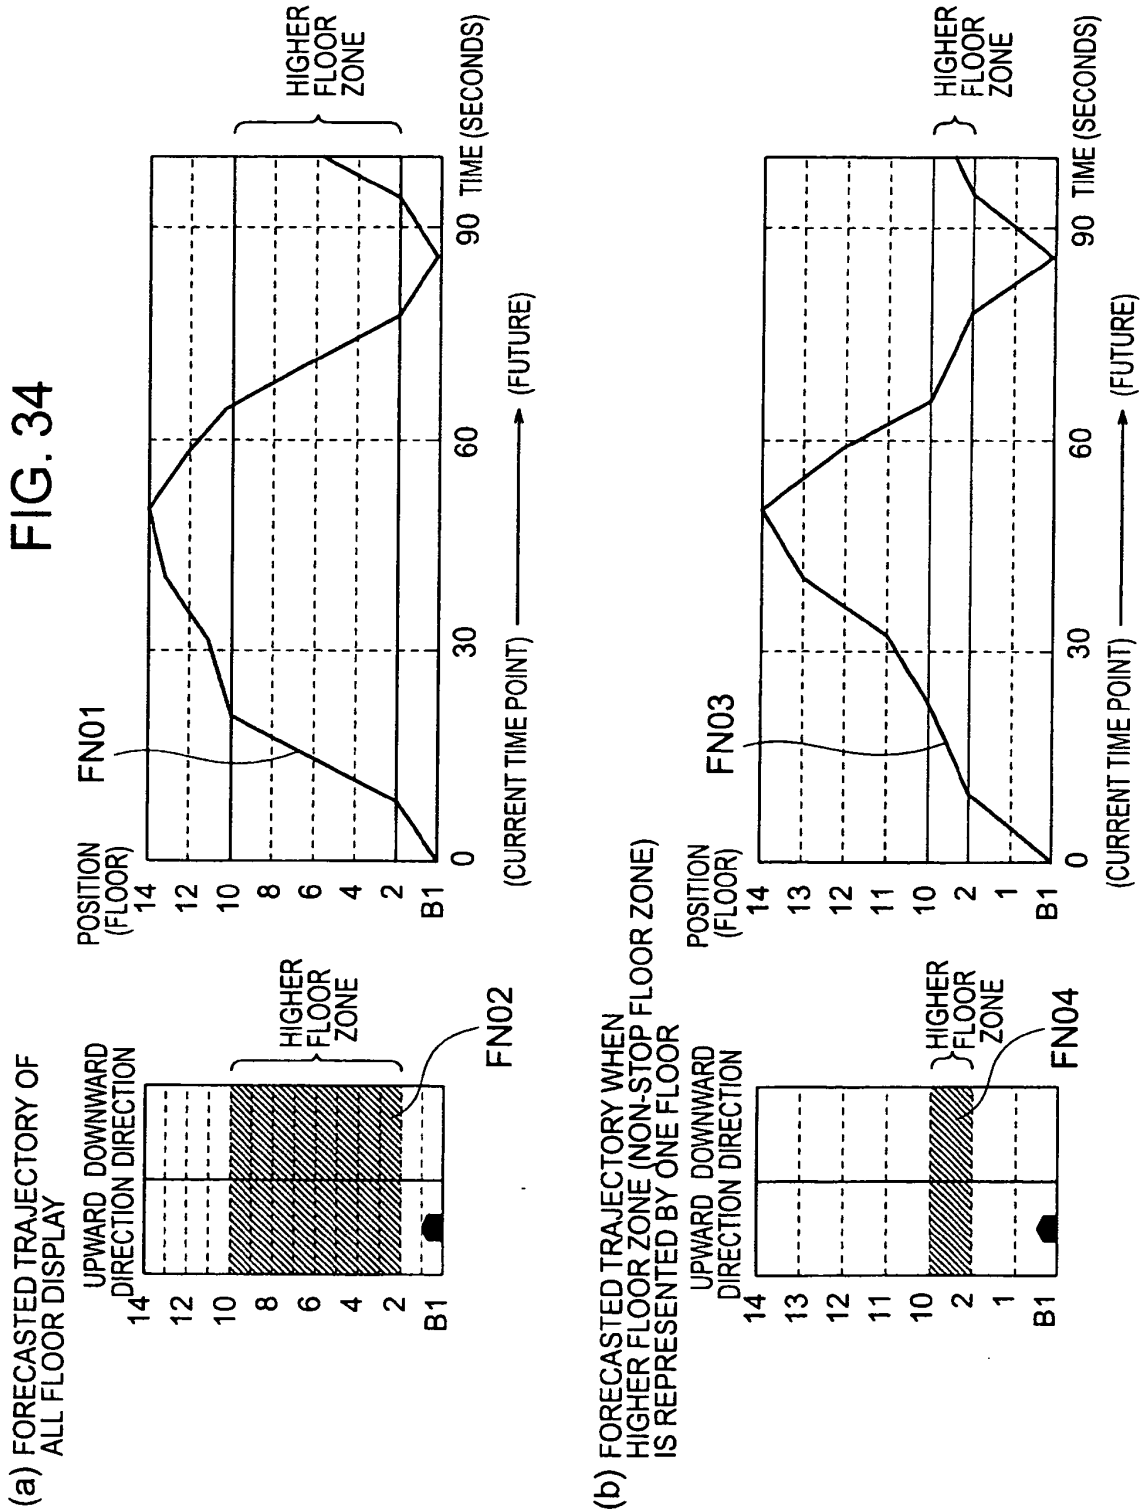 FIG. 34
(a) FORECASTED TRAJECTORY OF
ALL FLOOR DISPLAY
UPWARD DOWNWARD
DIRECTION DIRECTION
14
12
10
8
6
4
2
B1
HIGHER
FLOOR
ZONE
FN02
POSITION
(FLOOR)
14
12
10
8
6
4
2
B1
FN01
0
30
60
90
TIME (SECONDS)
(CURRENT TIME POINT)
(FUTURE)
HIGHER
FLOOR
ZONE
(b) FORECASTED TRAJECTORY WHEN
HIGHER FLOOR ZONE (NON-STOP FLOOR ZONE)
IS REPRESENTED BY ONE FLOOR
UPWARD DOWNWARD
DIRECTION DIRECTION
14
13
12
11
10
2
1
B1
HIGHER
FLOOR
ZONE
FN04
POSITION
(FLOOR)
14
13
12
11
10
2
1
B1
FN03
0
30
60
90
TIME (SECONDS)
(CURRENT TIME POINT)
(FUTURE)
HIGHER
FLOOR
ZONE